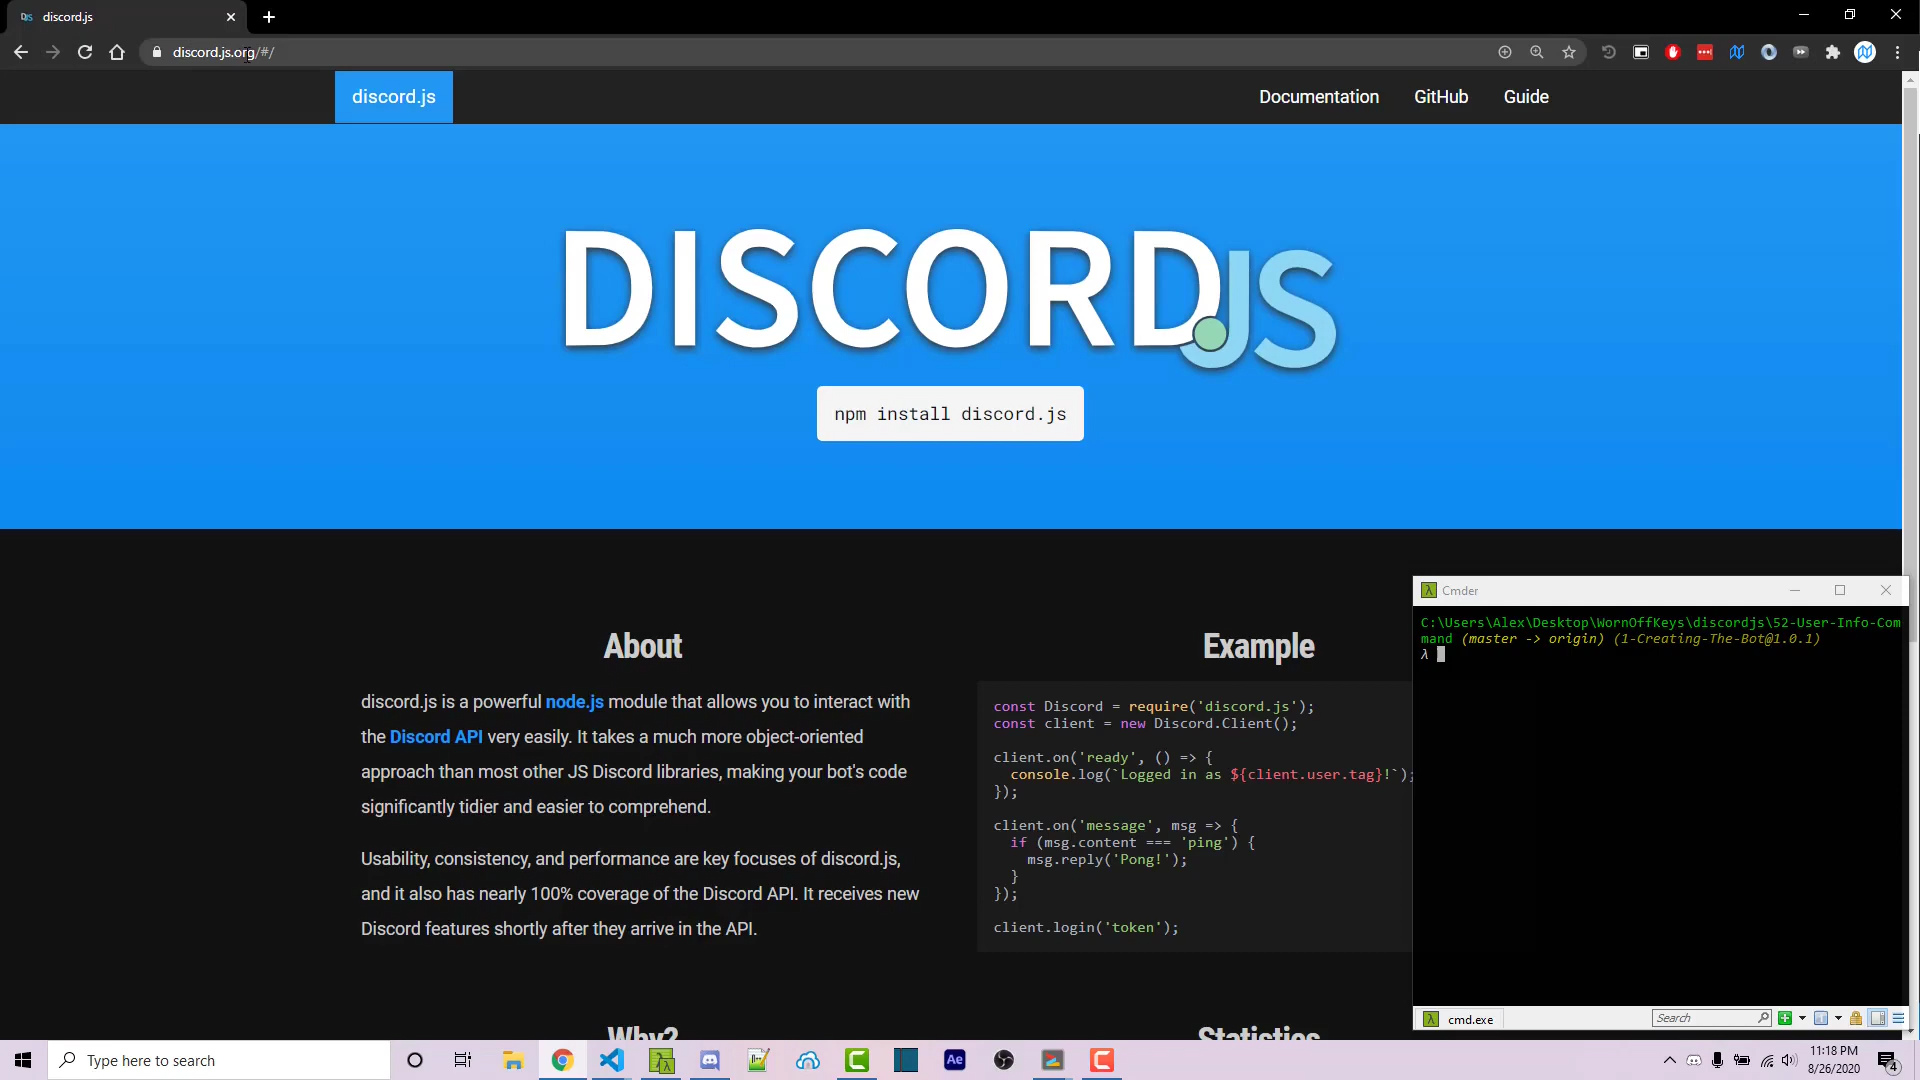 discord.js
discord.js.org/#/
discord.js
Documentation
GitHub
Guide
DISCORD.JS
npm install discord.js
About
discord.js is a powerful node.js module that allows you to interact with
the Discord API very easily. It takes a much more object-oriented
approach than most other JS Discord libraries, making your bot's code
significantly tidier and easier to comprehend.
Usability, consistency, and performance are key focuses of discord.js,
and it also has nearly 100% coverage of the Discord API. It receives new
Discord features shortly after they arrive in the API.
Example
const Discord = require('discord.js');
const client = new Discord.Client();
client.on('ready', () => {
console.log(`Logged in as ${client.user.tag}!`);
});
client.on('message', msg => {
if (msg.content === 'ping') {
msg.reply('Pong!');
}
});
client.login('token');
Why?
Statistics
Cmder
C:\Users\Alex\Desktop\WornOffKeys\discordjs\52-User-Info-Com
mand (master -> origin) (1-Creating-The-Bot@1.0.1)
λ
cmd.exe
Search
Type here to search
Ae
11:18 PM
8/26/2020
4